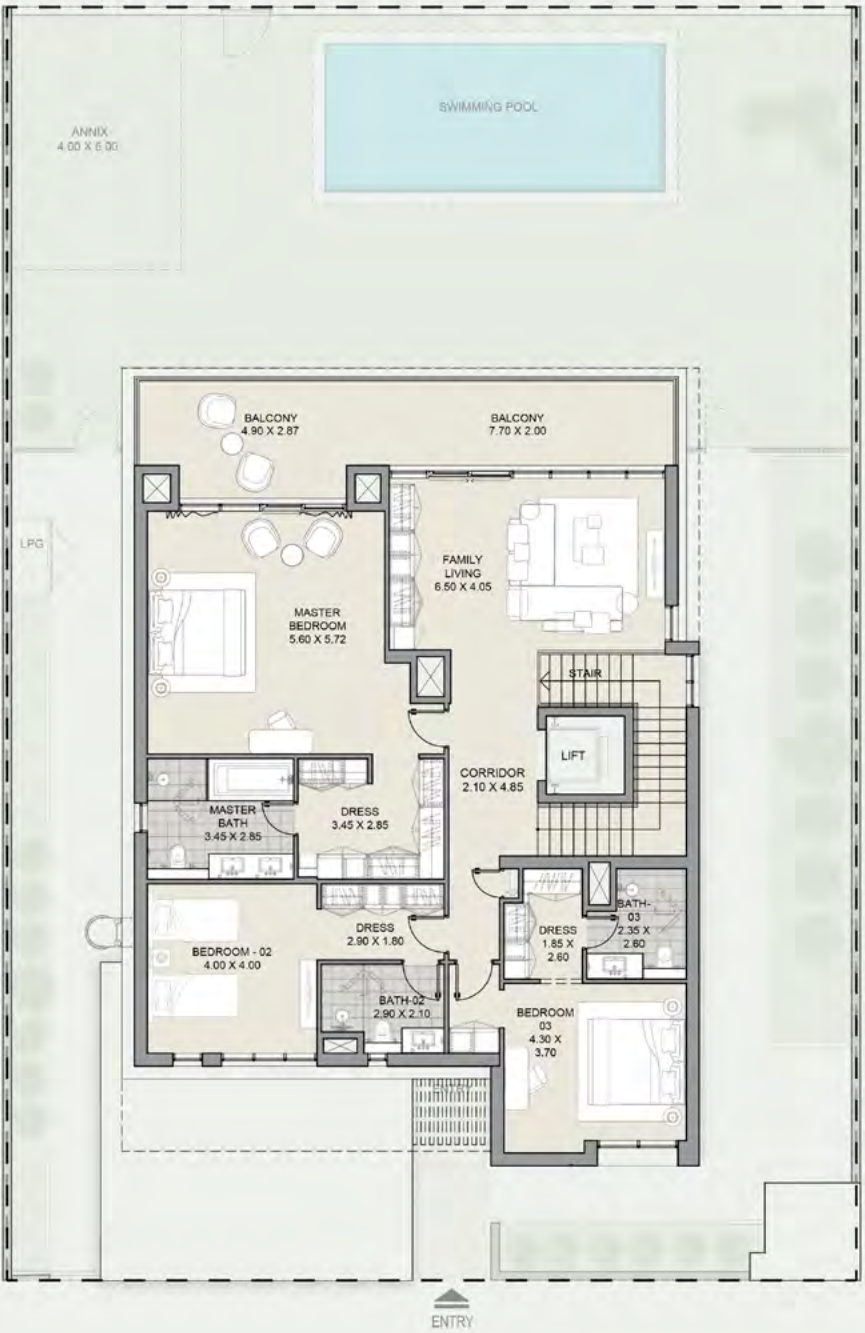 SWIMMING POOL
ANNIX
4.00 X 6.00
BALCONY
4.90 X 2.87
BALCONY
7.70 X 2.00
LPG
FAMILY
LIVING
6.50 X 4.05
MASTER
BEDROOM
5.60 X 5.72
STAIR
LIFT
CORRIDOR
2.10 X 4.85
MASTER
BATH
3.45 X 2.85
DRESS
3.45 X 2.85
BATH-
03
2.35 X
2.60
DRESS
2.90 X 1.80
DRESS
1.85 X
2.60
BEDROOM - 02
4.00 X 4.00
BATH-02
2.90 X 2.10
BEDROOM
03
4.30 X
3.70
ENTRY
ENTRY